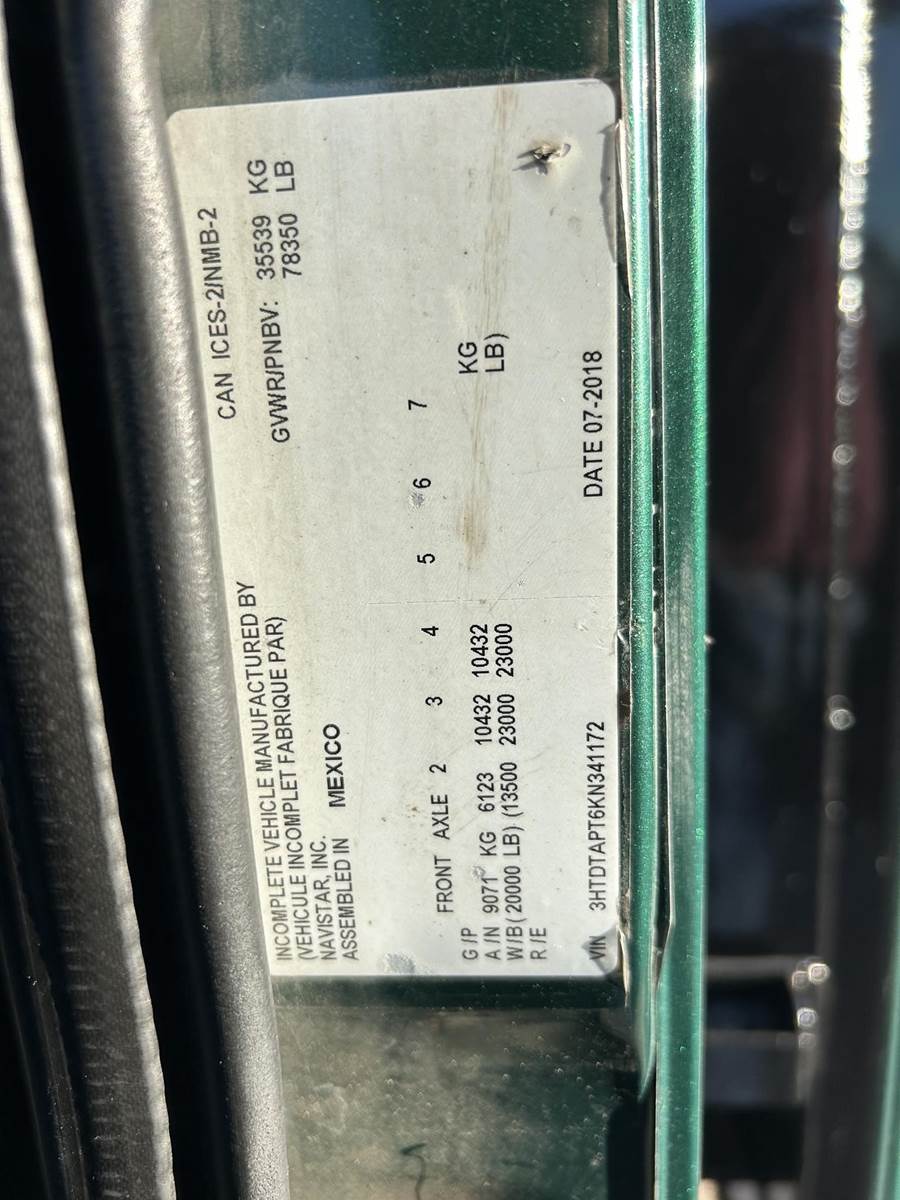 CAN ICES-2/NMB-2
GVWR/PNBV: 35539 KG
78350 LB
INCOMPLETE VEHICLE MANUFACTURED BY
(VEHICULE INCOMPLET FABRIQUE PAR)
NAVISTAR, INC.
ASSEMBLED IN MEXICO
FRONT AXLE 2 3 4 5 6 7
G/P
A/N 9071 KG 6123 10432 10432 KG
W/B (20000 LB) (13500 23000 23000 LB)
R/E
VIN 3HTDTAPT6KN341172 DATE 07-2018